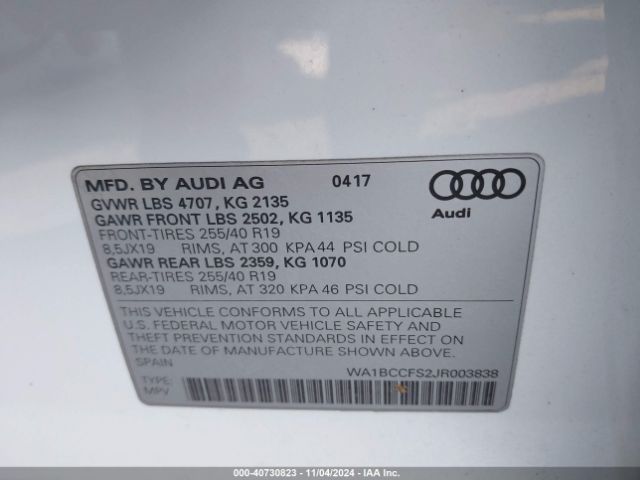 MFD. BY AUDI AG 0417
GVWR LBS 4707, KG 2135
GAWR FRONT LBS 2502, KG 1135
FRONT-TIRES 255/40 R19
8,5JX19 RIMS, AT 300 KPA 44 PSI COLD
GAWR REAR LBS 2359, KG 1070
REAR-TIRES 255/40 R19
8,5JX19 RIMS, AT 320 KPA 46 PSI COLD
Audi
THIS VEHICLE CONFORMS TO ALL APPLICABLE
U.S. FEDERAL MOTOR VEHICLE SAFETY AND
THEFT PREVENTION STANDARDS IN EFFECT ON
THE DATE OF MANUFACTURE SHOWN ABOVE.
SPAIN
WA1BCCFS2JR003838
TYPE
MPV
000-40730823 - 11/04/2024 - IAA Inc.